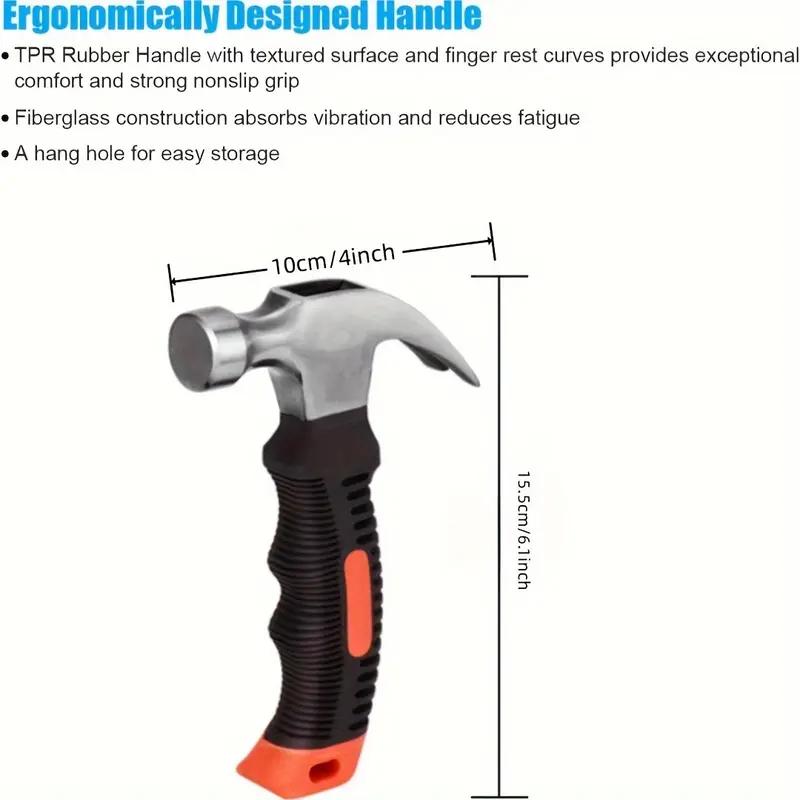 Ergonomically Designed Handle
• TPR Rubber Handle with textured surface and finger rest curves provides exceptional
comfort and strong nonslip grip
• Fiberglass construction absorbs vibration and reduces fatigue
• A hang hole for easy storage
10cm/4inch
15.5cm/6.1inch